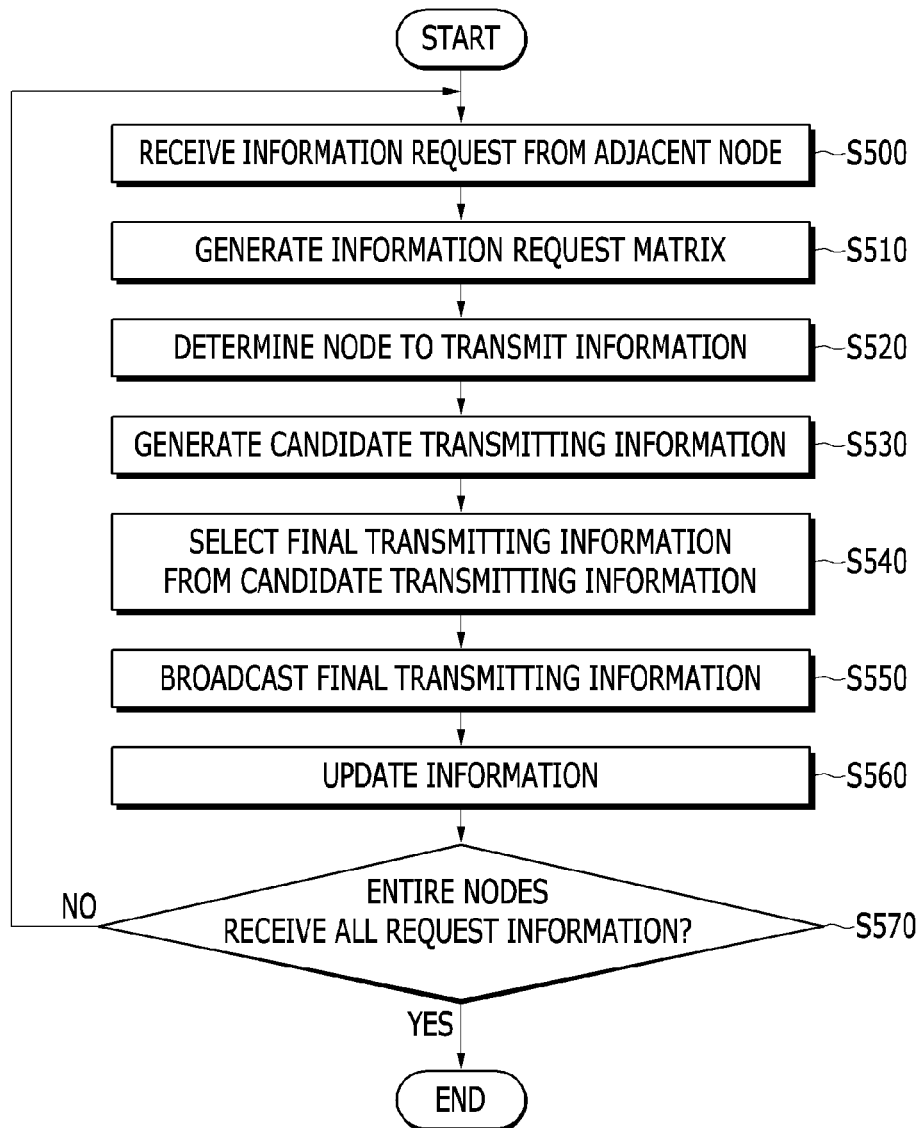 START
RECEIVE INFORMATION REQUEST FROM ADJACENT NODE
S500
GENERATE INFORMATION REQUEST MATRIX
S510
DETERMINE NODE TO TRANSMIT INFORMATION
S520
GENERATE CANDIDATE TRANSMITTING INFORMATION
S530
SELECT FINAL TRANSMITTING INFORMATION
FROM CANDIDATE TRANSMITTING INFORMATION
S540
BROADCAST FINAL TRANSMITTING INFORMATION
S550
UPDATE INFORMATION
S560
ENTIRE NODES
RECEIVE ALL REQUEST INFORMATION?
S570
NO
YES
END